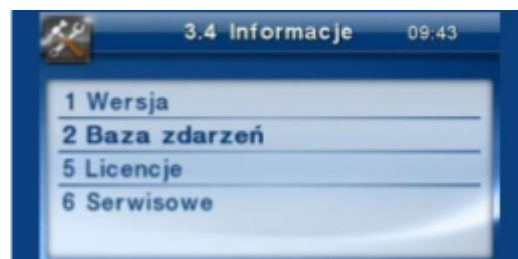 3.4 Informacje 09:43
1 Wersja
2 Baza zdarzeń
5 Licencje
6 Serwisowe